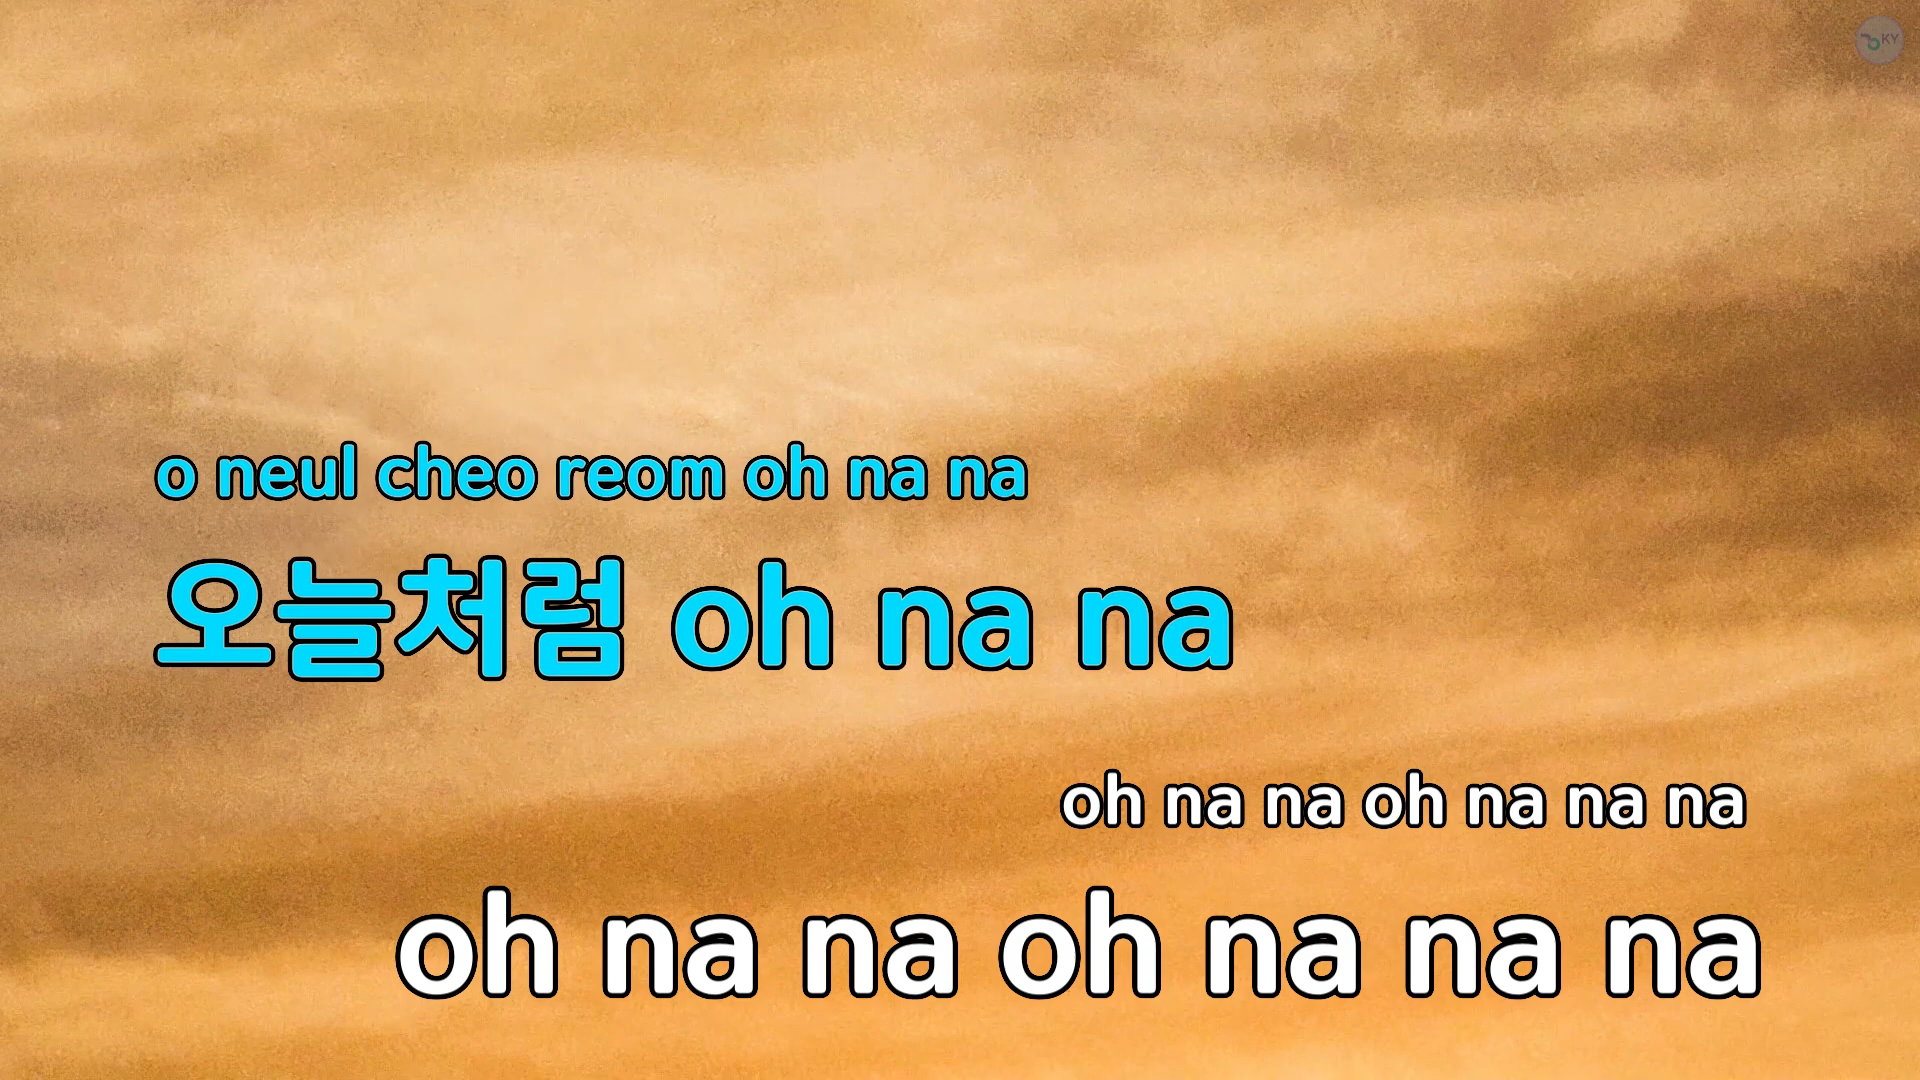 KY
o neul cheo reom oh na na
오늘처럼 oh na na
oh na na oh na na na
oh na na oh na na na